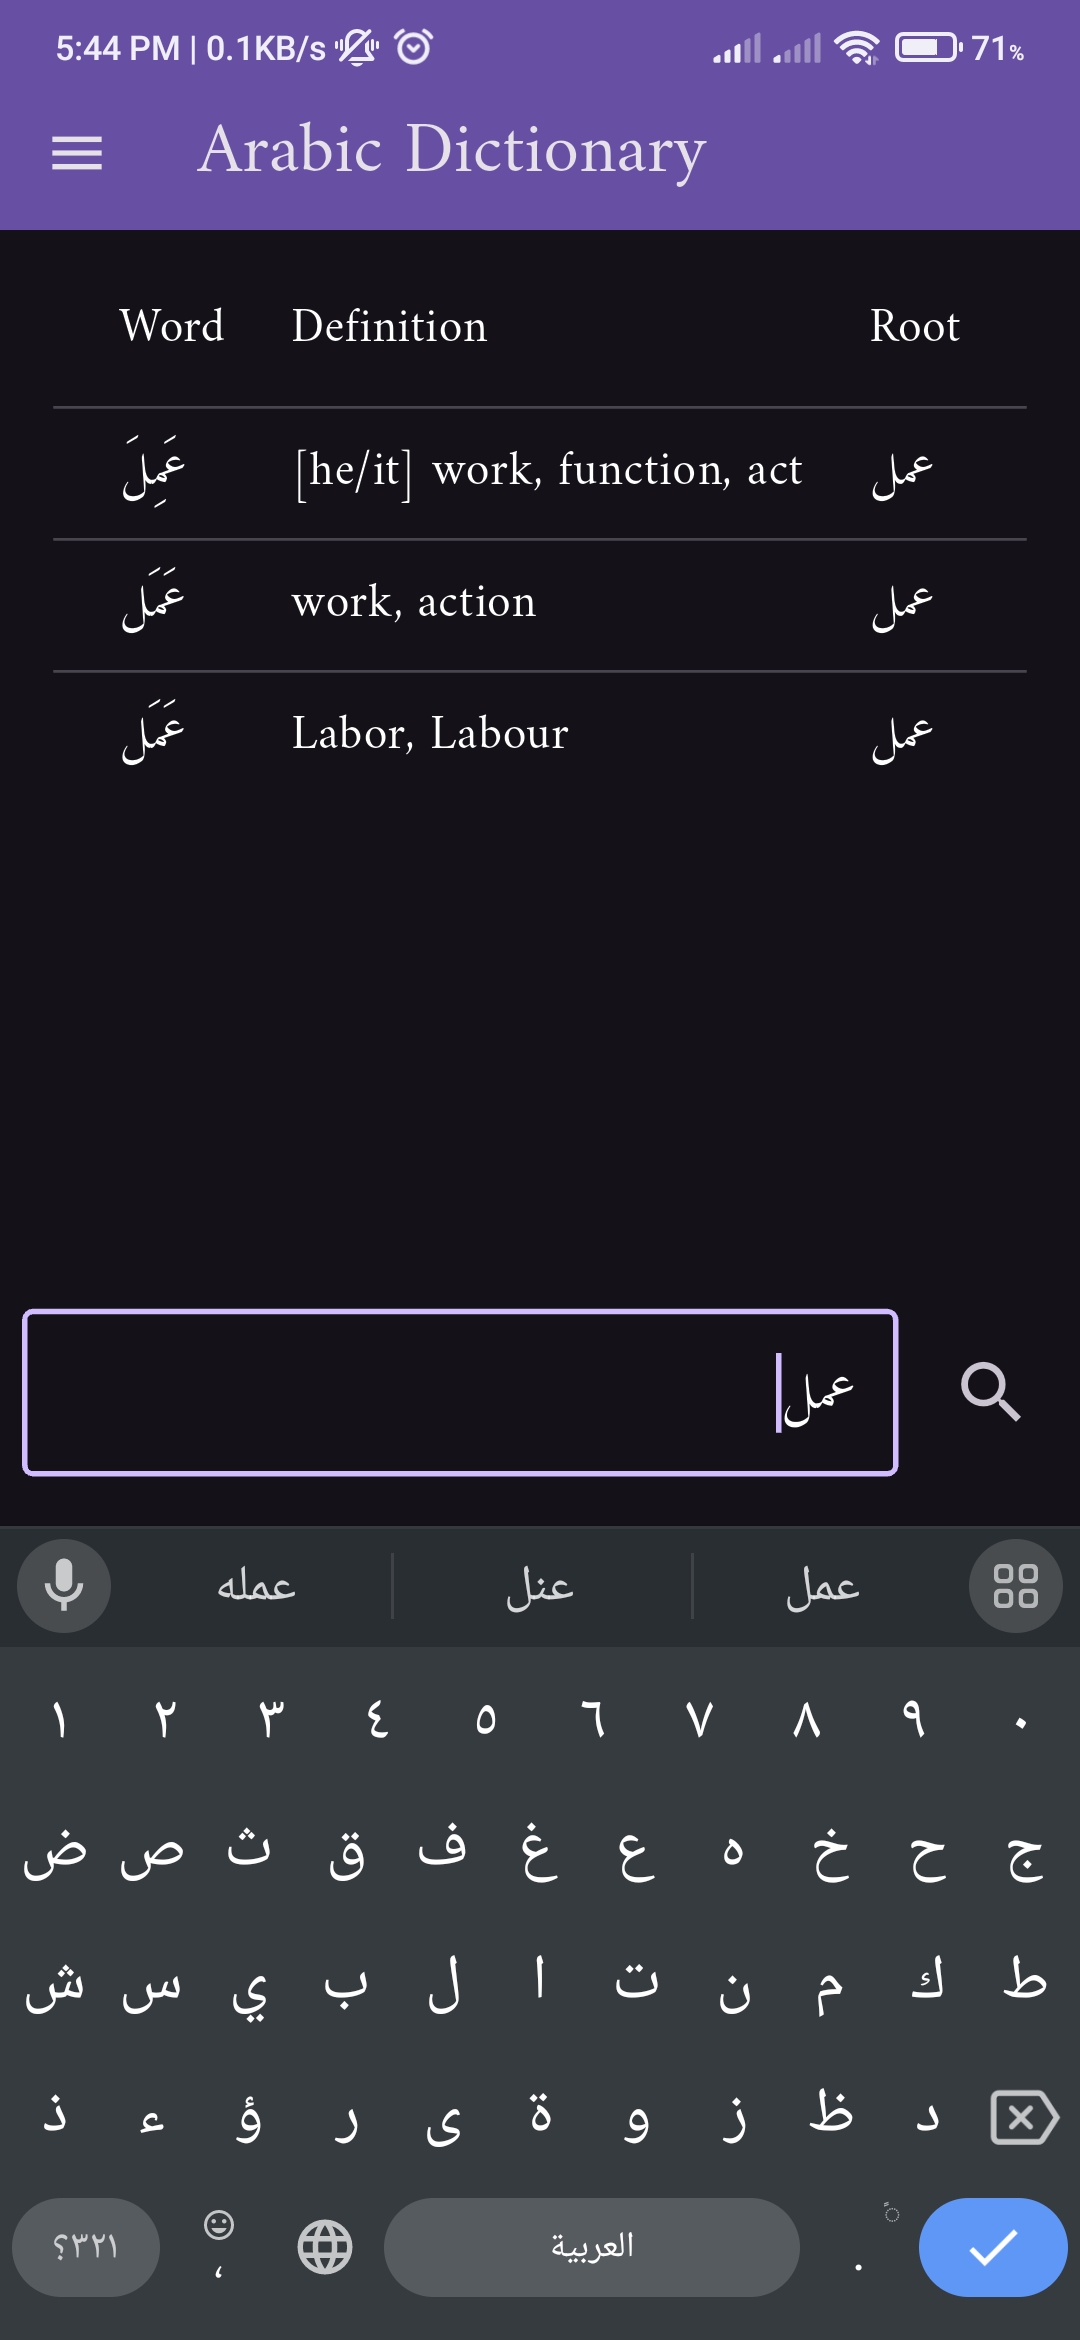 5:44 PM | 0.1KB/s 71%
Arabic Dictionary
Word Definition Root
عَمِلَ [he/it] work, function, act عمل
عَمَل work, action عمل
عَمَل Labor, Labour عمل
عمل
عمله عنل عمل
١ ٢ ٣ ٤ ٥ ٦ ٧ ٨ ٩ ٠
ض ص ث ق ف غ ع ه خ ح ج
ش س ي ب ل ا ت ن م ك ط
ذ ء ؤ ر ى ة و ز ظ د
؟٣٢١ ، العربية .